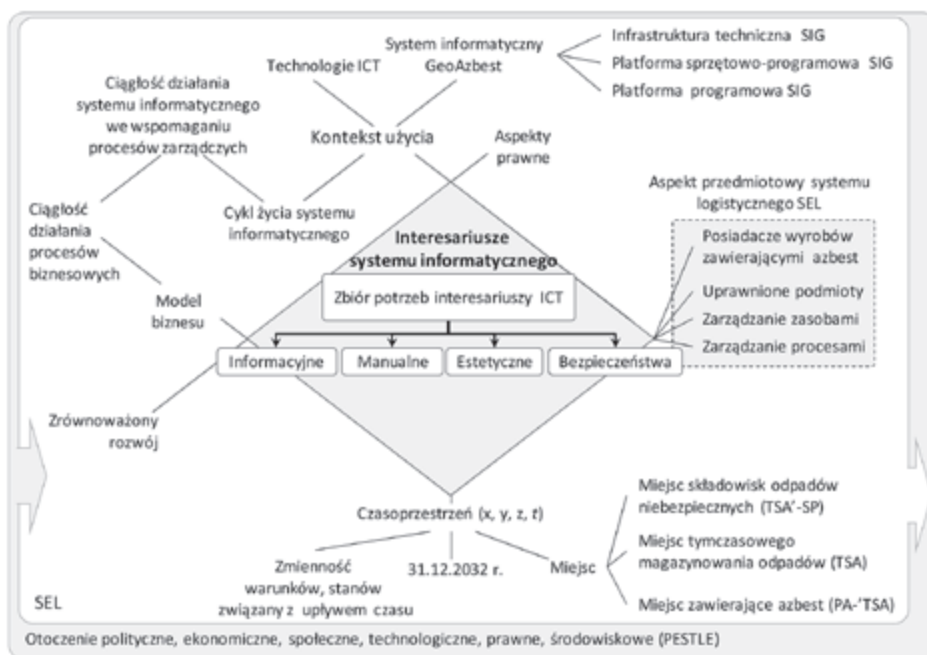 System informatyczny
GeoAzbest
Infrastruktura techniczna SIG
Platforma sprzętowo-programowa SIG
Platforma programowa SIG
Technologie ICT
Ciągłość działania
systemu informatycznego
we wspomaganiu
procesów zarządczych
Kontekst użycia
Aspekty
prawne
Ciągłość
działania
procesów
biznesowych
Cykl życia systemu
informatycznego
Aspekt przedmiotowy systemu
logistycznego SEL
Posiadacze wyrobów
zawierającymi azbest
Uprawnione podmioty
Zarządzanie zasobami
Zarządzanie procesami
Interesariusze
systemu informatycznego
Zbiór potrzeb interesariuszy ICT
Model
biznesu
Informacyjne
Manualne
Estetyczne
Bezpieczeństwa
Zrównoważony
rozwój
Czasoprzestrzeń (x, y, z, t)
Zmienność
warunków, stanów
związany z upływem czasu
31.12.2032 r.
Miejsc
Miejsc składowisk odpadów
niebezpiecznych (TSA'-SP)
Miejsc tymczasowego
magazynowania odpadów (TSA)
Miejsc zawierające azbest (PA-'TSA)
SEL
Otoczenie polityczne, ekonomiczne, społeczne, technologiczne, prawne, środowiskowe (PESTLE)